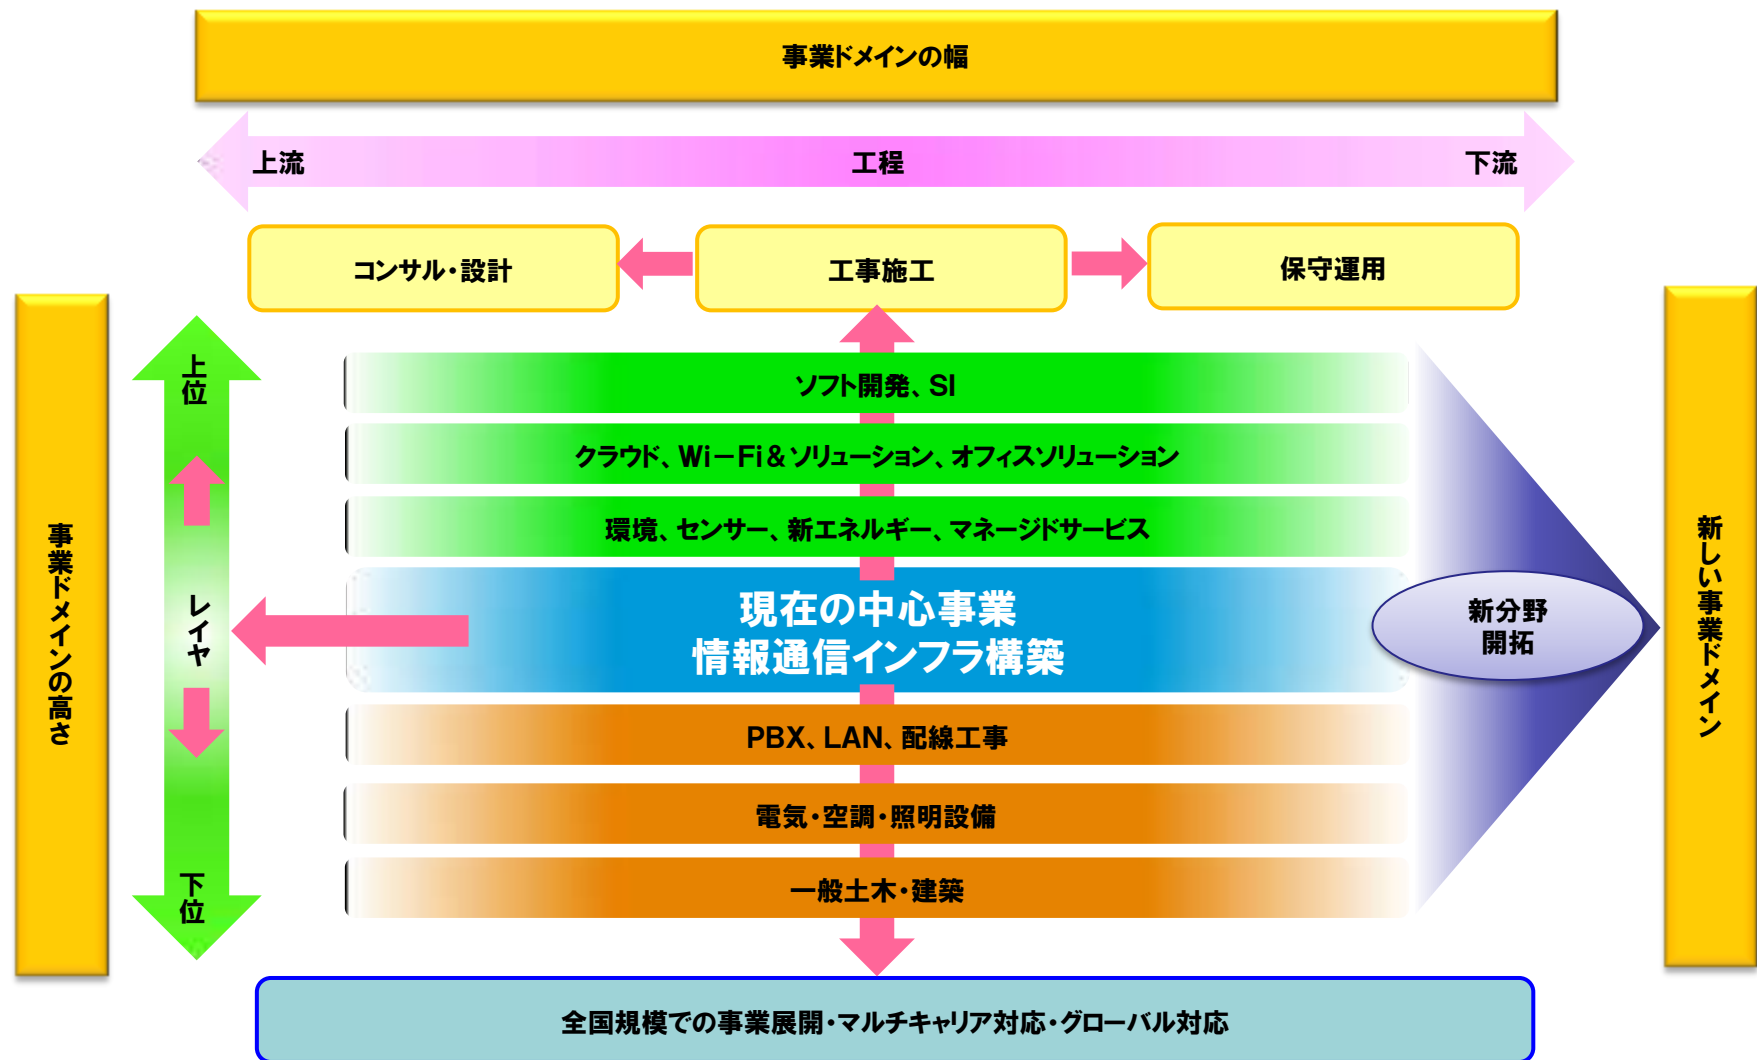 事業ドメインの幅
上流
工程
下流
コンサル・設計
工事施工
保守運用
事業ドメインの高さ
上位
レイヤ
下位
ソフト開発、SI
クラウド、Wi－Fi＆ソリューション、オフィスソリューション
環境、センサー、新エネルギー、マネージドサービス
現在の中心事業
情報通信インフラ構築
PBX、LAN、配線工事
電気・空調・照明設備
一般土木・建築
新分野
開拓
新しい事業ドメイン
全国規模での事業展開・マルチキャリア対応・グローバル対応